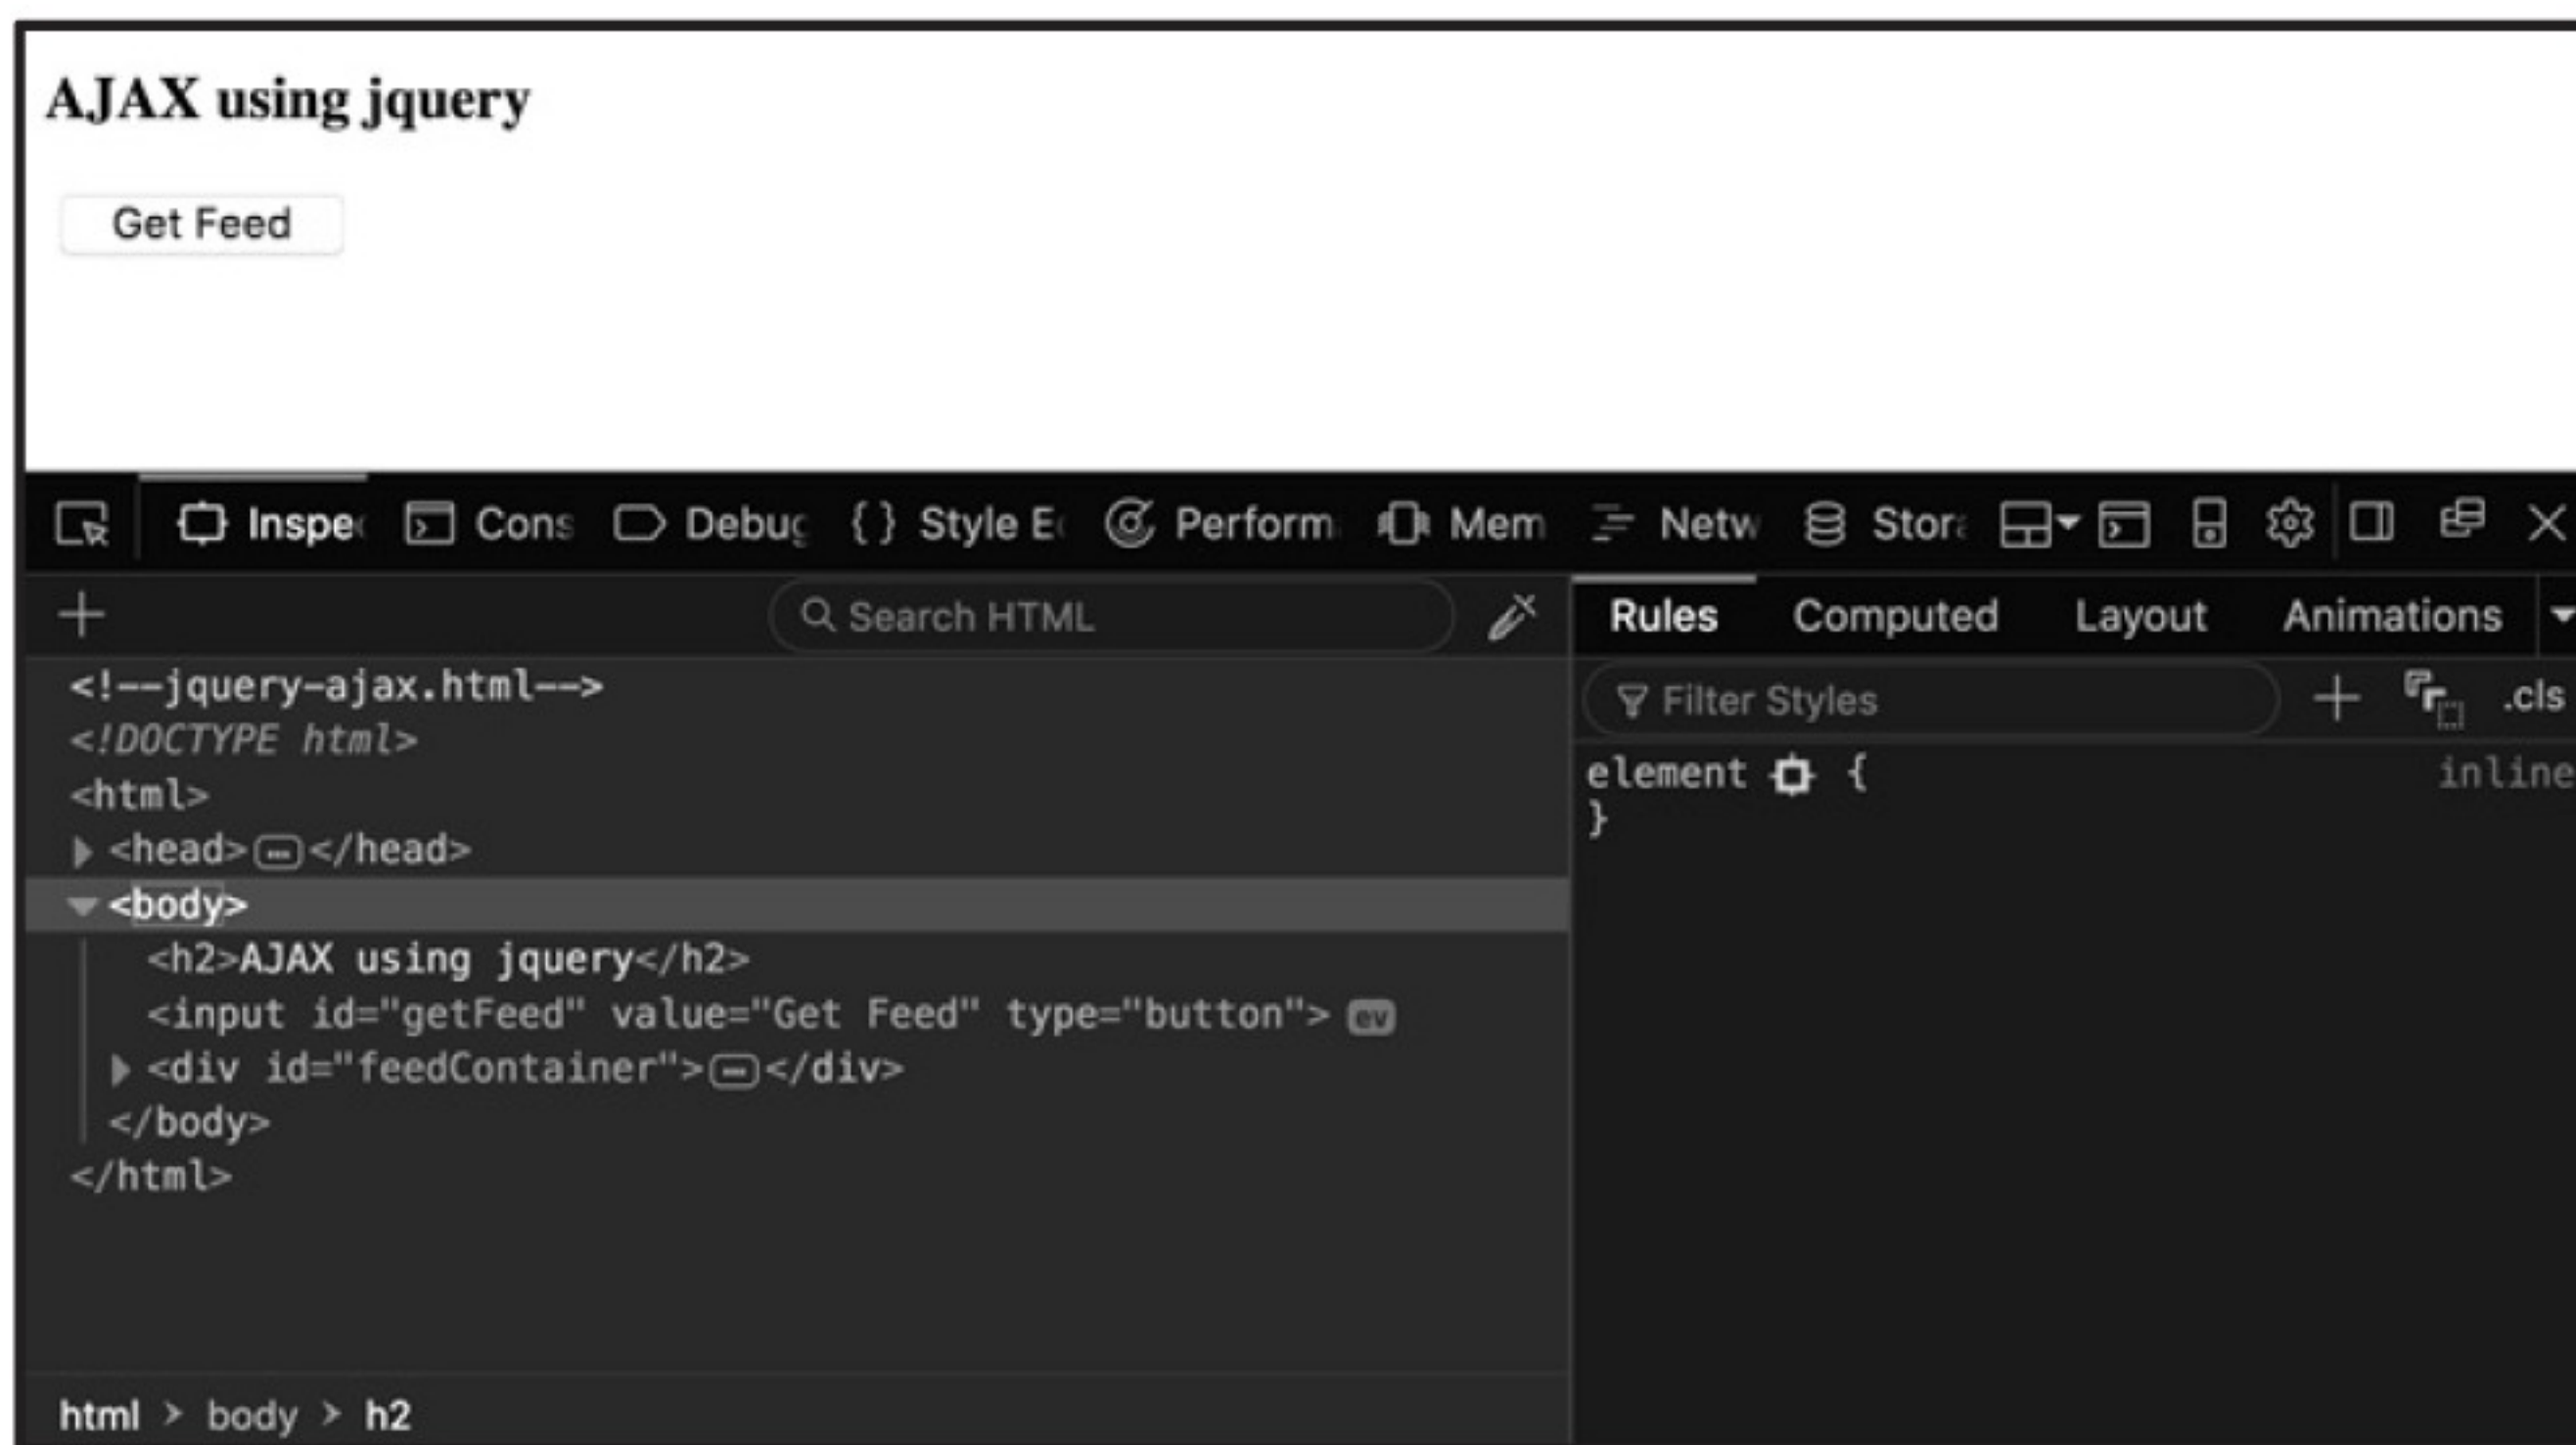 AJAX using jquery
Get Feed
Inspe Cons Debug { } Style E Perform Mem Netw Stor
Search HTML
Rules Computed Layout Animations
<!--jquery-ajax.html-->
Filter Styles .cls
<!DOCTYPE html>
element { inline
<html>
}
<head></head>
<body>
<h2>AJAX using jquery</h2>
<input id="getFeed" value="Get Feed" type="button"> ev
<div id="feedContainer"></div>
</body>
</html>
html > body > h2